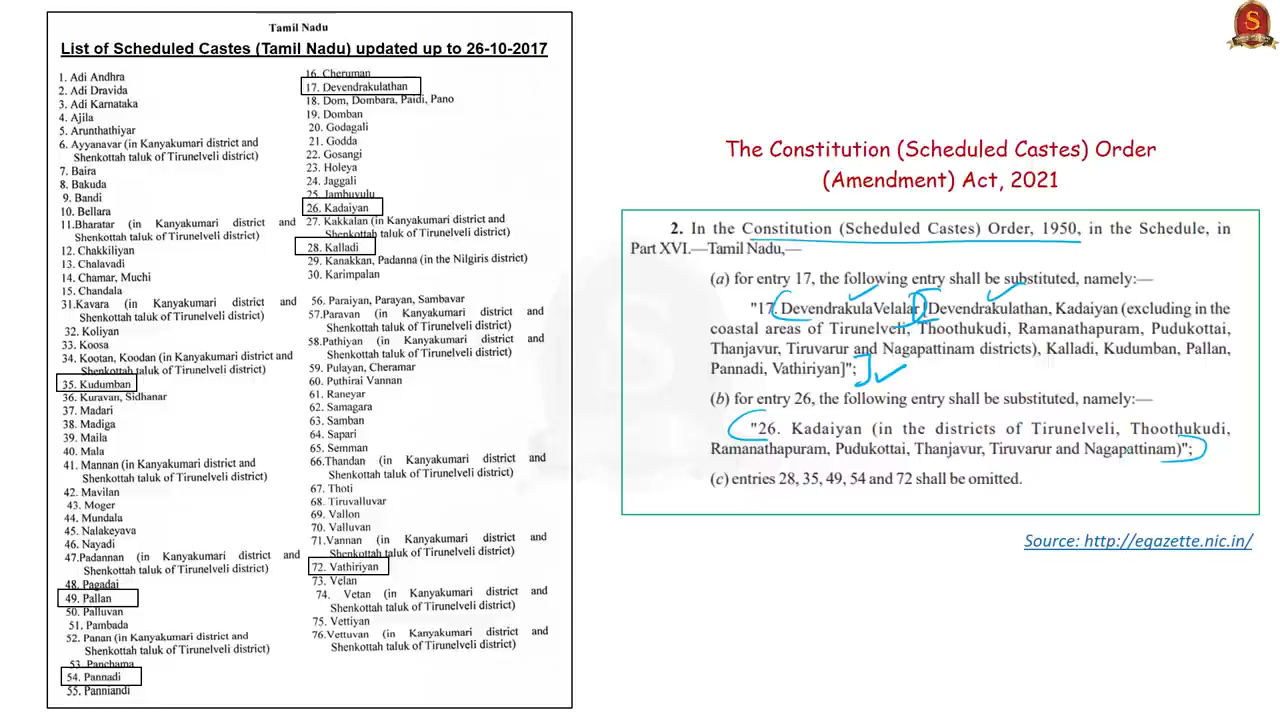 Tamil Nadu
List of Scheduled Castes (Tamil Nadu) updated up to 26-10-2017
1. Adi Andhra
2. Adi Dravida
3. Adi Karnataka
4. Ajila
5. Arunthathiyar
6. Ayyanavar (in Kanyakumari district and
Shenkottah taluk of Tirunelveli district)
7. Baira
8. Bakuda
9. Bandi
10. Bellara
11.Bharatar (in Kanyakumari district and
Shenkottah taluk of Tirunelveli district)
12. Chakkiliyan
13. Chalavadi
14. Chamar, Muchi
15. Chandala
16. Cheruman
17. Devendrakulathan
18. Dom, Dombara, Paidi, Pano
19. Domban
20. Godagali
21. Godda
22. Gosangi
23. Holeya
24. Jaggali
25. Jambuvulu
26. Kadaiyan
27. Kakkalan (in Kanyakumari district and
Shenkottah taluk of Tirunelveli district)
28. Kalladi
29. Kanakkan, Padanna (in the Nilgiris district)
30. Karimpalan
31.Kavara (in Kanyakumari district and
Shenkottah taluk of Tirunelveli district)
32. Koliyan
33. Koosa
34. Kootan, Koodan (in Kanyakumari district and
Shenkottah taluk of Tirunelveli district)
35. Kudumban
36. Kuravan, Sidhanar
37. Madari
38. Madiga
39. Maila
40. Mala
41. Mannan (in Kanyakumari district and
Shenkottah taluk of Tirunelveli district)
42. Mavilan
43. Moger
44. Mundala
45. Nalakeyava
46. Nayadi
47.Padannan (in Kanyakumari district and
Shenkottah taluk of Tirunelveli district)
48. Pagadai
49. Pallan
50. Palluvan
51. Pambada
52. Panan (in Kanyakumari district and
Shenkottah taluk of Tirunelveli district)
53. Panchama
54. Pannadi
55. Panniandi
56. Paraiyan, Parayan, Sambavar
57.Paravan (in Kanyakumari district and
Shenkottah taluk of Tirunelveli district)
58.Pathiyan (in Kanyakumari district and
Shenkottah taluk of Tirunelveli district)
59. Pulayan, Cheramar
60. Puthirai Vannan
61. Raneyar
62. Samagara
63. Samban
64. Sapari
65. Semman
66.Thandan (in Kanyakumari district and
Shenkottah taluk of Tirunelveli district)
67. Thoti
68. Tiruvalluvar
69. Vallon
70. Valluvan
71.Vannan (in Kanyakumari district and
Shenkottah taluk of Tirunelveli district)
72. Vathiriyan
73. Velan
74. Vetan (in Kanyakumari district and
Shenkottah taluk of Tirunelveli district)
75. Vettiyan
76.Vettuvan (in Kanyakumari district and
Shenkottah taluk of Tirunelveli district)
The Constitution (Scheduled Castes) Order
(Amendment) Act, 2021
2. In the Constitution (Scheduled Castes) Order, 1950, in the Schedule, in
Part XVI.—Tamil Nadu,—
(a) for entry 17, the following entry shall be substituted, namely:—
"17. DevendrakulaVelalar [Devendrakulathan, Kadaiyan (excluding in the
coastal areas of Tirunelveli, Thoothukudi, Ramanathapuram, Pudukottai,
Thanjavur, Tiruvarur and Nagapattinam districts), Kalladi, Kudumban, Pallan,
Pannadi, Vathiriyan]";
(b) for entry 26, the following entry shall be substituted, namely:—
"26. Kadaiyan (in the districts of Tirunelveli, Thoothukudi,
Ramanathapuram, Pudukottai, Thanjavur, Tiruvarur and Nagapattinam)";
(c) entries 28, 35, 49, 54 and 72 shall be omitted.
Source: http://egazette.nic.in/